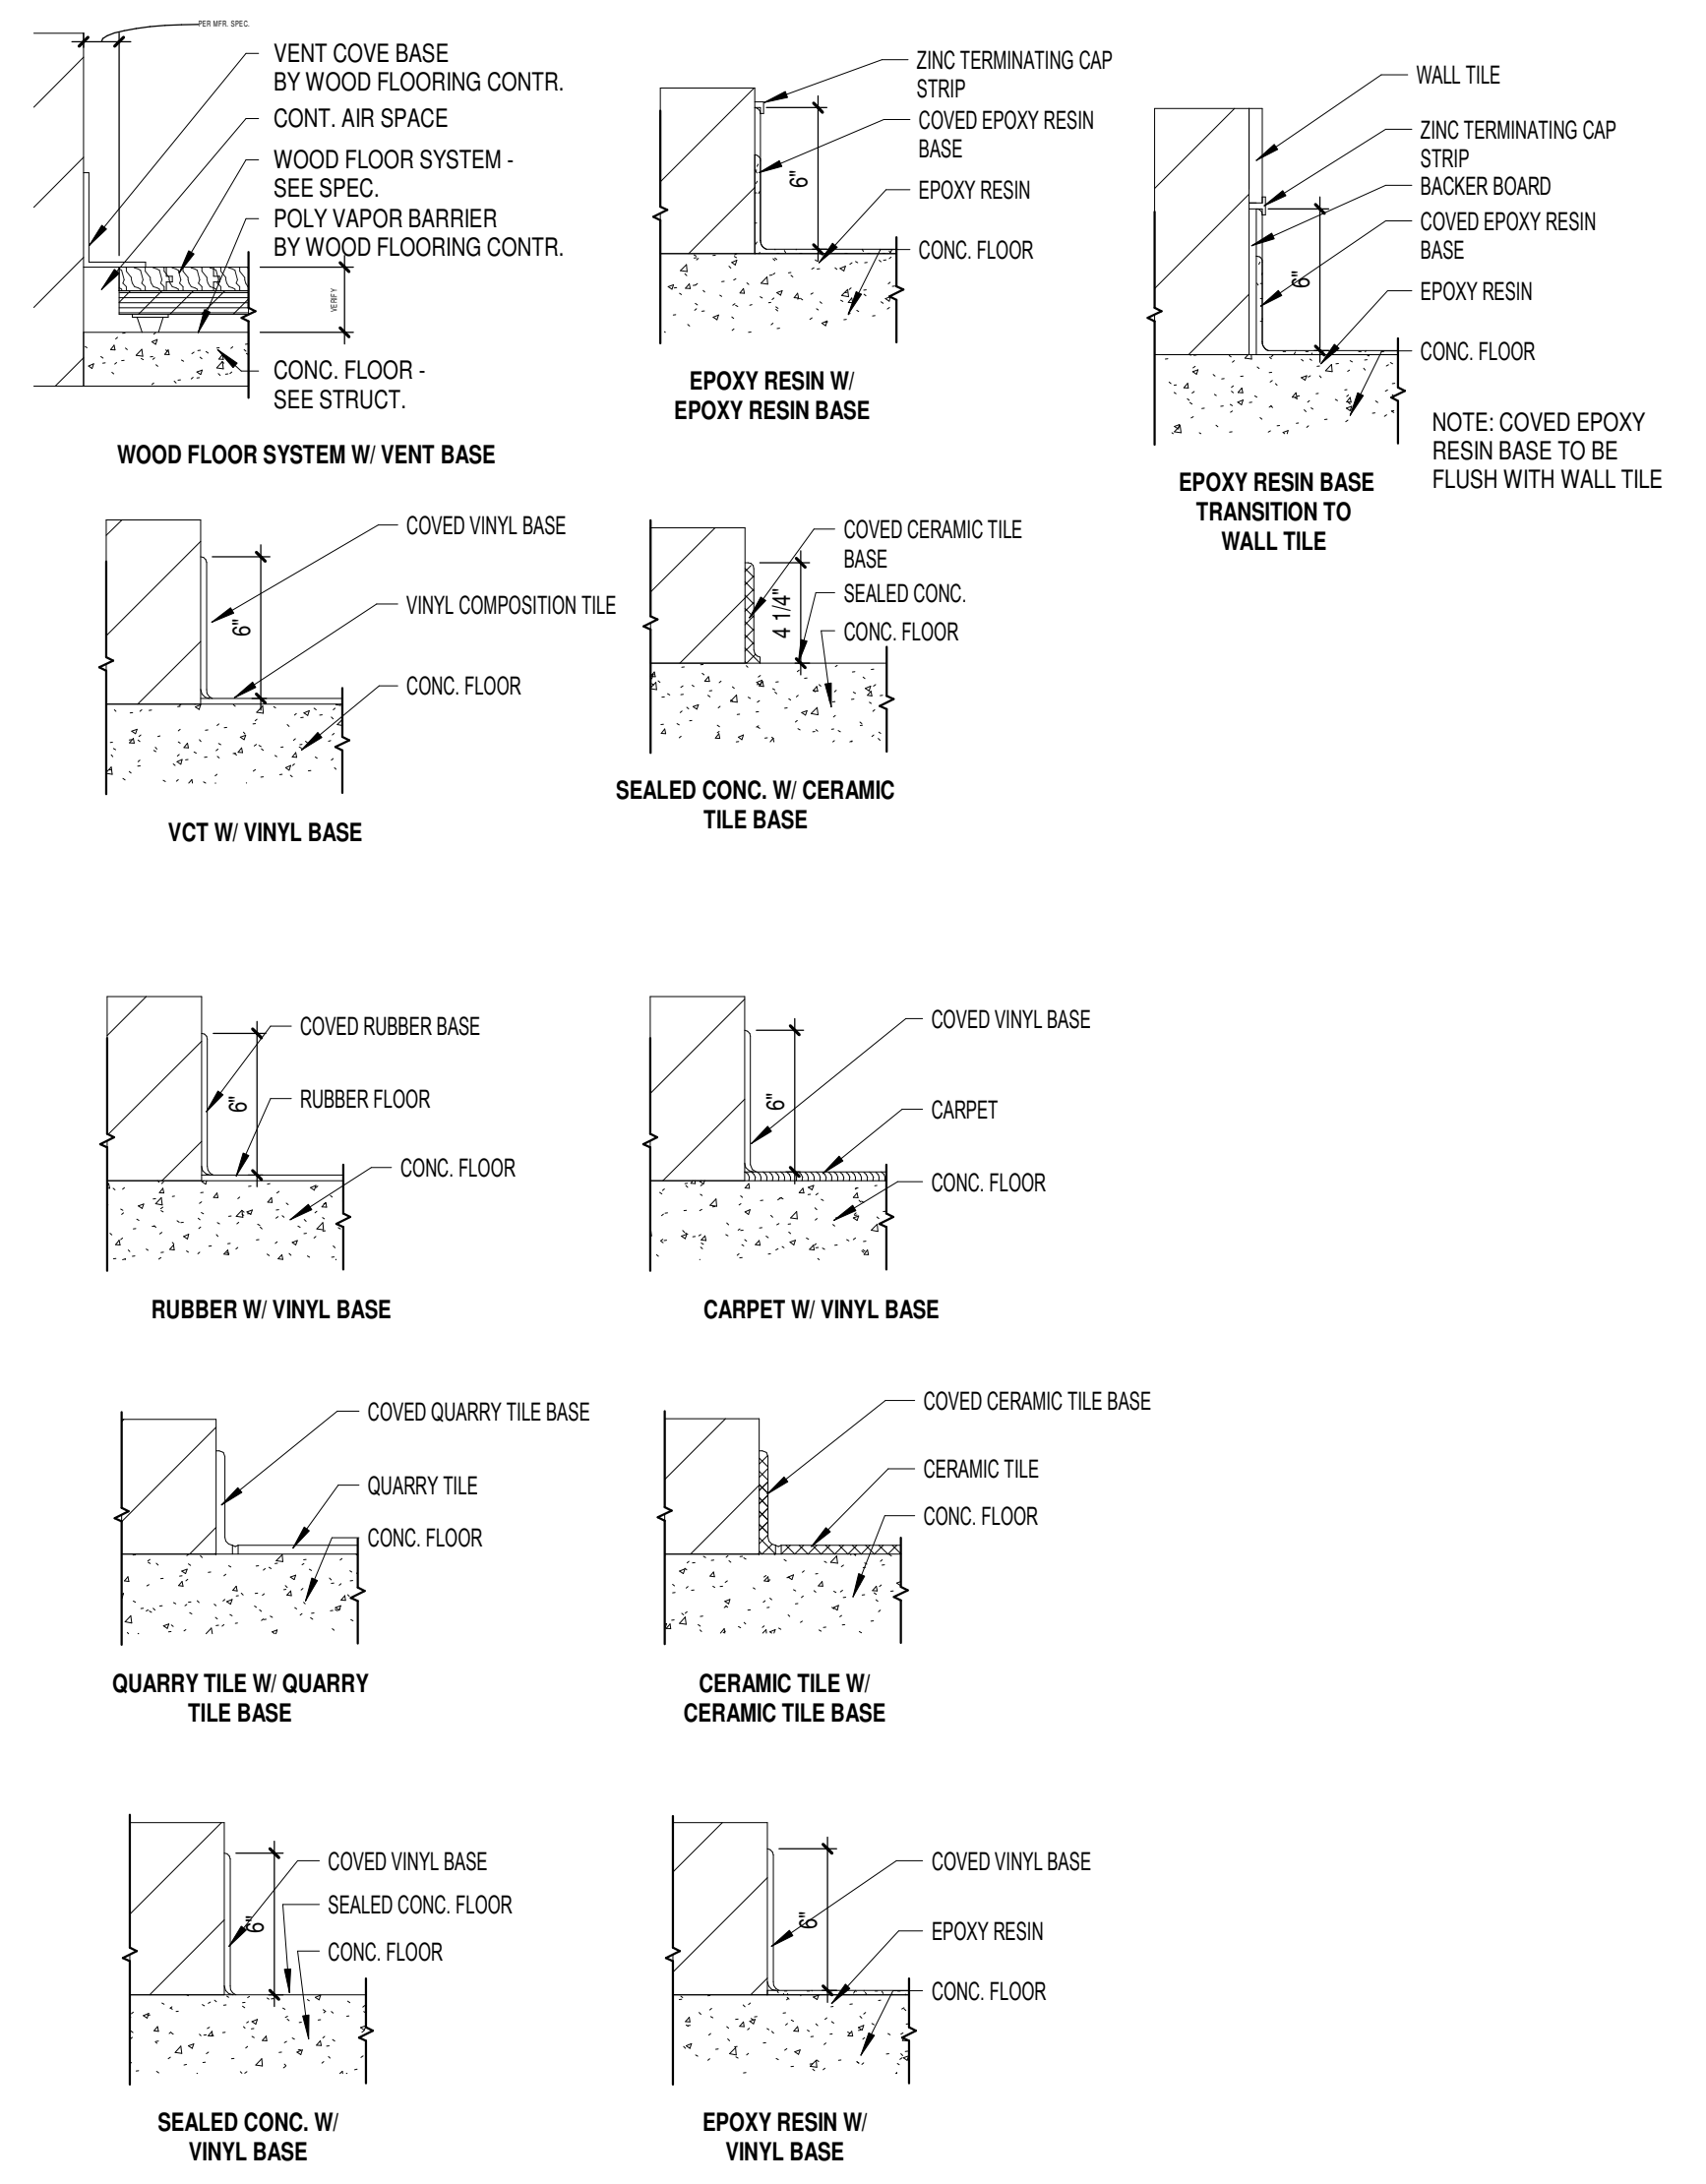 PER MFR. SPEC.
VENT COVE BASE
BY WOOD FLOORING CONTR.
CONT. AIR SPACE
WOOD FLOOR SYSTEM -
SEE SPEC.
POLY VAPOR BARRIER
BY WOOD FLOORING CONTR.
VERIFY
CONC. FLOOR -
SEE STRUCT.
WOOD FLOOR SYSTEM W/ VENT BASE
ZINC TERMINATING CAP
STRIP
COVED EPOXY RESIN
BASE
6"
EPOXY RESIN
CONC. FLOOR
EPOXY RESIN W/
EPOXY RESIN BASE
WALL TILE
ZINC TERMINATING CAP
STRIP
BACKER BOARD
COVED EPOXY RESIN
BASE
6"
EPOXY RESIN
CONC. FLOOR
NOTE: COVED EPOXY
RESIN BASE TO BE
FLUSH WITH WALL TILE
EPOXY RESIN BASE
TRANSITION TO
WALL TILE
COVED VINYL BASE
6"
VINYL COMPOSITION TILE
CONC. FLOOR
VCT W/ VINYL BASE
COVED CERAMIC TILE
BASE
4 1/4"
SEALED CONC.
CONC. FLOOR
SEALED CONC. W/ CERAMIC
TILE BASE
COVED RUBBER BASE
6"
RUBBER FLOOR
CONC. FLOOR
RUBBER W/ VINYL BASE
COVED VINYL BASE
6"
CARPET
CONC. FLOOR
CARPET W/ VINYL BASE
COVED QUARRY TILE BASE
QUARRY TILE
CONC. FLOOR
QUARRY TILE W/ QUARRY
TILE BASE
COVED CERAMIC TILE BASE
CERAMIC TILE
CONC. FLOOR
CERAMIC TILE W/
CERAMIC TILE BASE
COVED VINYL BASE
SEALED CONC. FLOOR
6"
CONC. FLOOR
SEALED CONC. W/
VINYL BASE
COVED VINYL BASE
6"
EPOXY RESIN
CONC. FLOOR
EPOXY RESIN W/
VINYL BASE